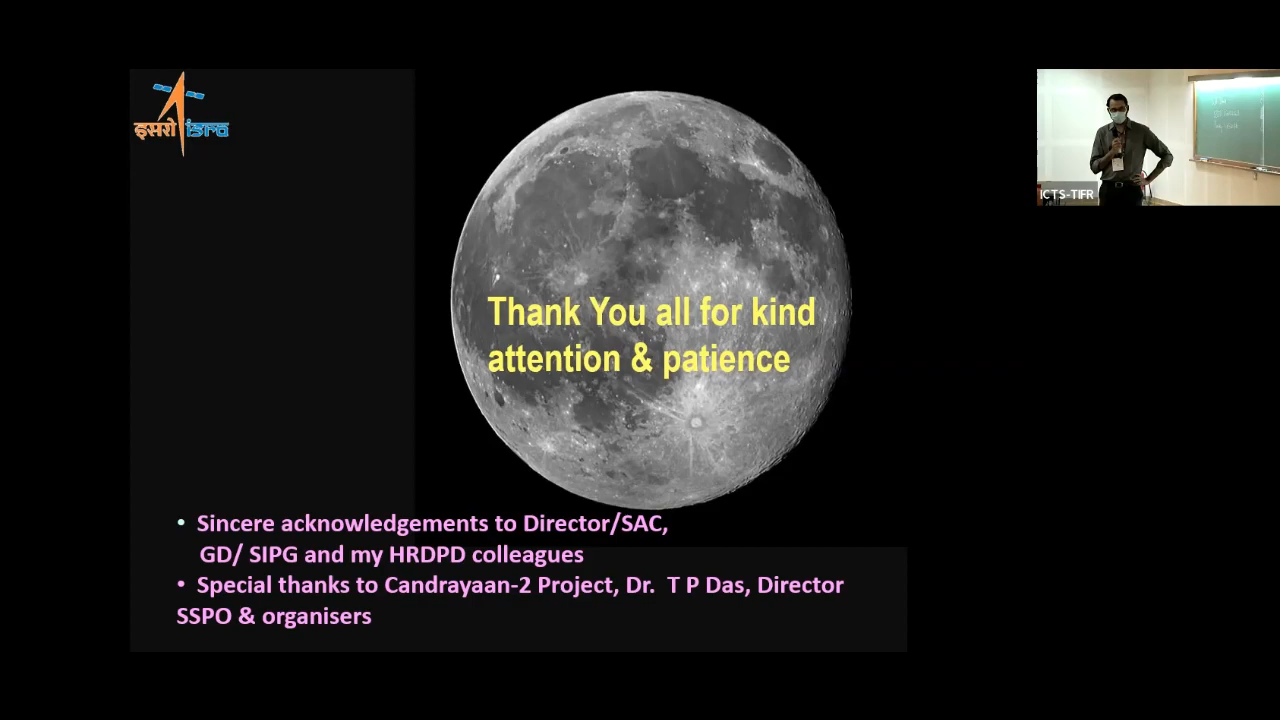 इसरो isro
ICTS-TIFR
Thank You all for kind
attention & patience
• Sincere acknowledgements to Director/SAC,
GD/ SIPG and my HRDPD colleagues
• Special thanks to Candrayaan-2 Project, Dr. T P Das, Director
SSPO & organisers